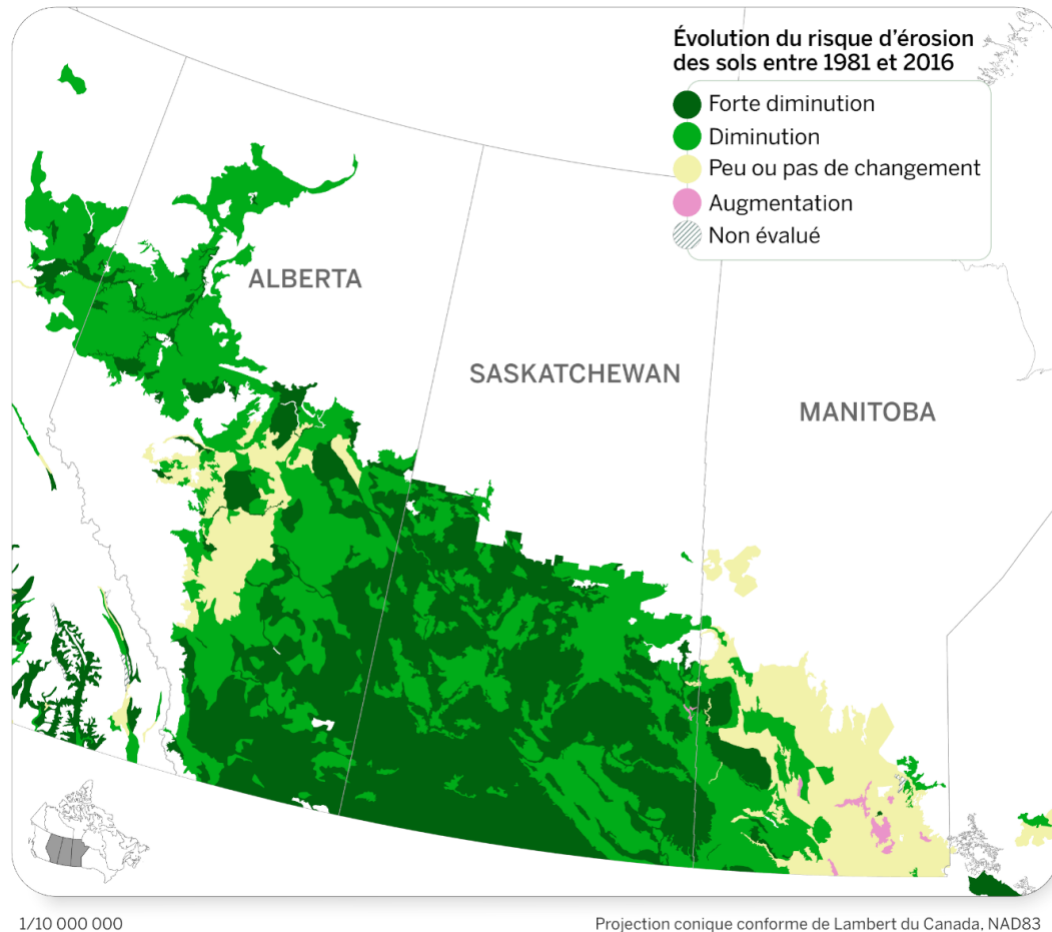 Évolution du risque d’érosion
des sols entre 1981 et 2016
Forte diminution
Diminution
Peu ou pas de changement
Augmentation
Non évalué
ALBERTA
SASKATCHEWAN
MANITOBA
1/10 000 000
Projection conique conforme de Lambert du Canada, NAD83